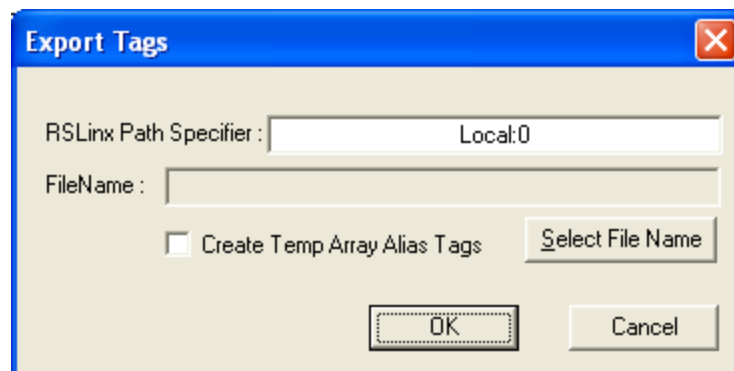 Export Tags
RSLinx Path Specifier : Local:0
FileName :
Create Temp Array Alias Tags
Select File Name
OK
Cancel